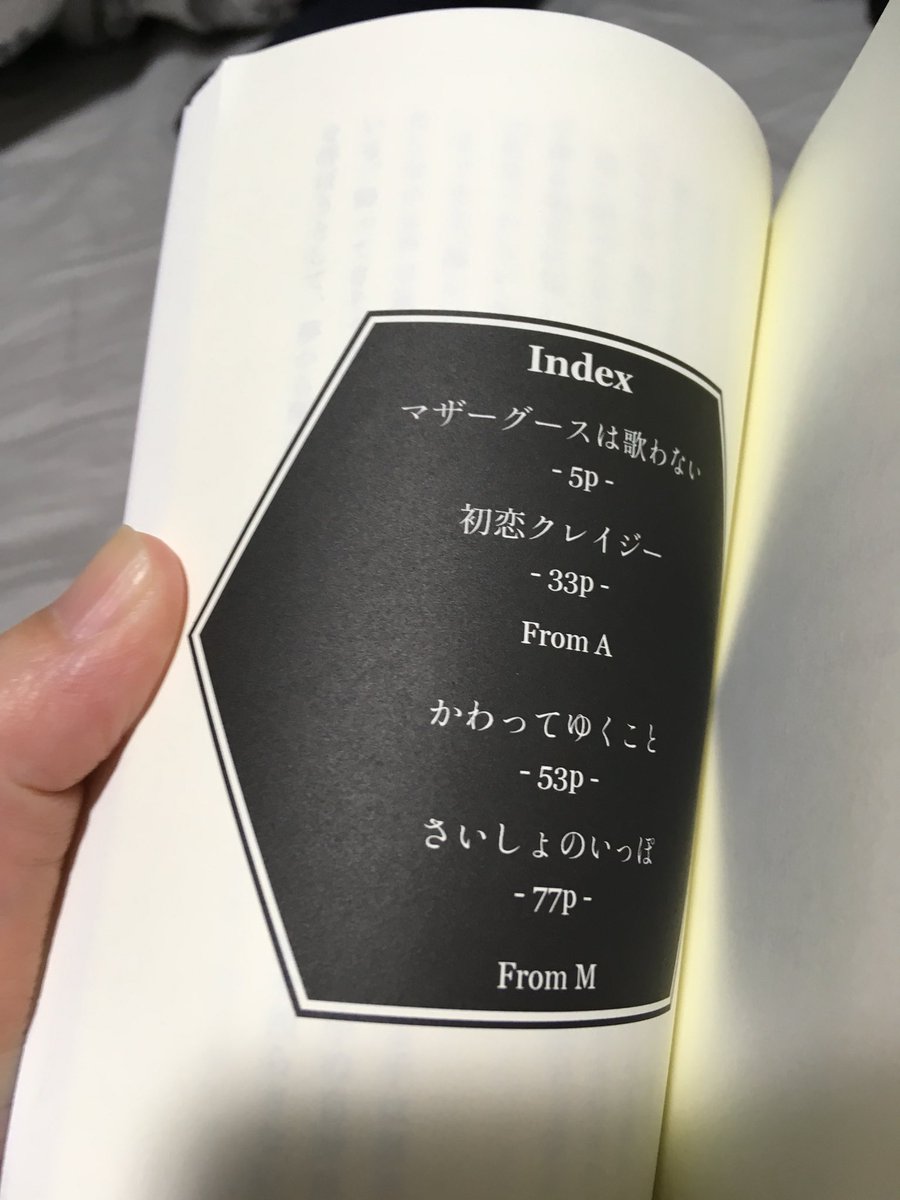 Index
マザーグースは歌わない
- 5p -
初恋クレイジー
- 33p -
From A
かわってゆくこと
- 53p -
さいしょのいっぽ
- 77p -
From M